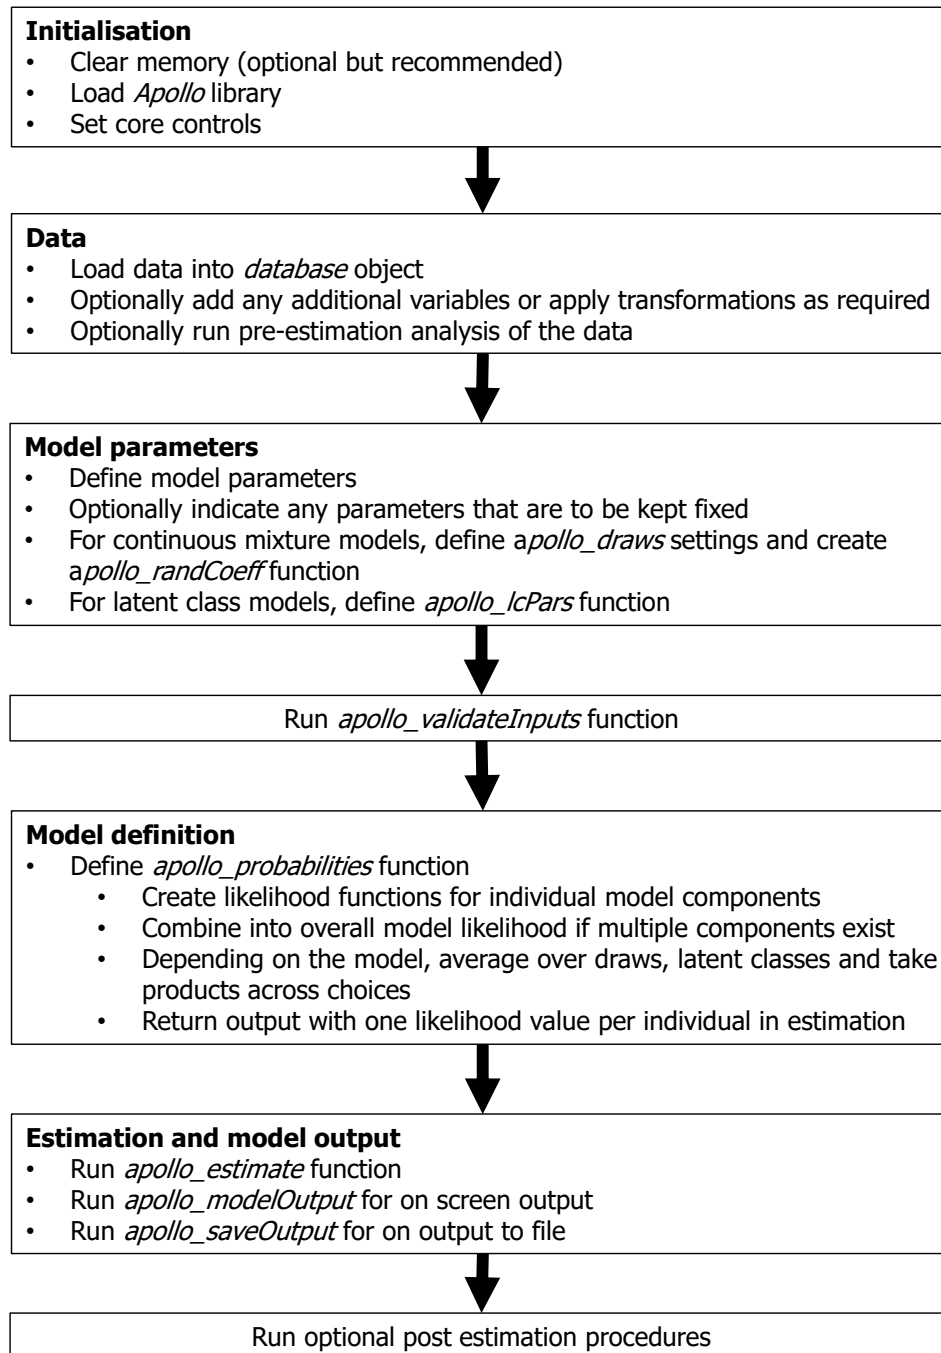 Initialisation
• Clear memory (optional but recommended)
• Load Apollo library
• Set core controls
Data
• Load data into database object
• Optionally add any additional variables or apply transformations as required
• Optionally run pre-estimation analysis of the data
Model parameters
• Define model parameters
• Optionally indicate any parameters that are to be kept fixed
• For continuous mixture models, define apollo_draws settings and create
apollo_randCoeff function
• For latent class models, define apollo_lcPars function
Run apollo_validateInputs function
Model definition
• Define apollo_probabilities function
• Create likelihood functions for individual model components
• Combine into overall model likelihood if multiple components exist
• Depending on the model, average over draws, latent classes and take
products across choices
• Return output with one likelihood value per individual in estimation
Estimation and model output
• Run apollo_estimate function
• Run apollo_modelOutput for on screen output
• Run apollo_saveOutput for on output to file
Run optional post estimation procedures